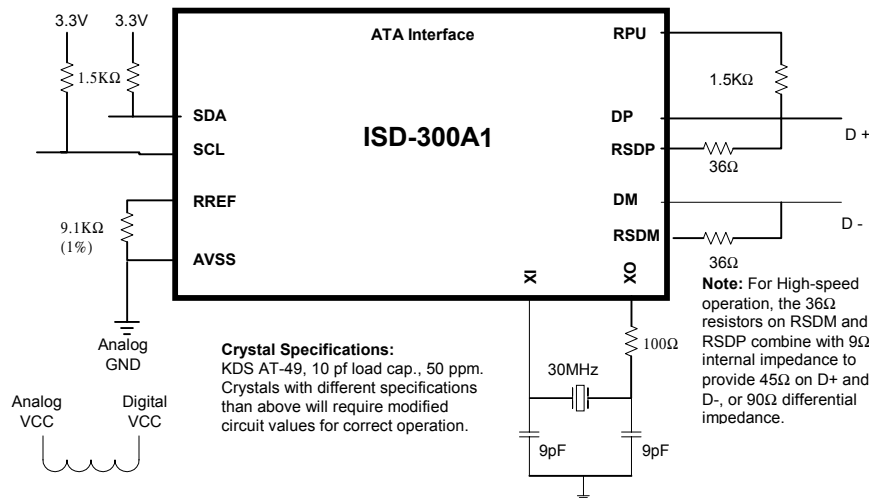 3.3V 3.3V
ATA Interface
RPU
1.5KΩ
1.5KΩ
SDA
ISD-300A1
DP
D +
SCL
RSDP
36Ω
RREF
DM
9.1KΩ
(1%)
D -
AVSS
RSDM
36Ω
XI
XO
Analog
GND
Note: For High-speed
operation, the 36Ω
resistors on RSDM and
RSDP combine with 9Ω
internal impedance to
provide 45Ω on D+ and
D-, or 90Ω differential
impedance.
100Ω
Crystal Specifications:
KDS AT-49, 10 pf load cap., 50 ppm.
Crystals with different specifications
than above will require modified
circuit values for correct operation.
30MHz
Analog
VCC
Digital
VCC
9pF
9pF